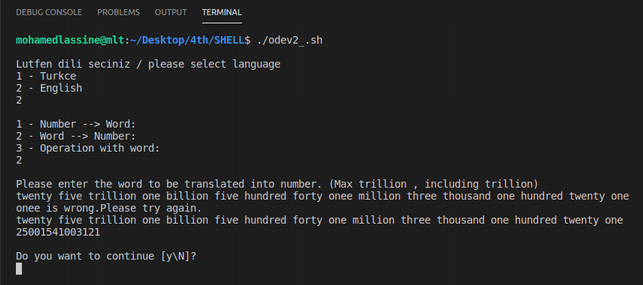 DEBUG CONSOLE PROBLEMS OUTPUT TERMINAL
mohamedlassine@mlt:~/Desktop/4th/SHELL$ ./odev2_.sh
Lutfen dili seciniz / please select language
1 - Turkce
2 - English
2
1 - Number --> Word:
2 - Word --> Number:
3 - Operation with word:
2
Please enter the word to be translated into number. (Max trillion , including trillion)
twenty five trillion one billion five hundred forty onee million three thousand one hundred twenty one
onee is wrong.Please try again.
twenty five trillion one billion five hundred forty one million three thousand one hundred twenty one
25001541003121
Do you want to continue [y\N]?